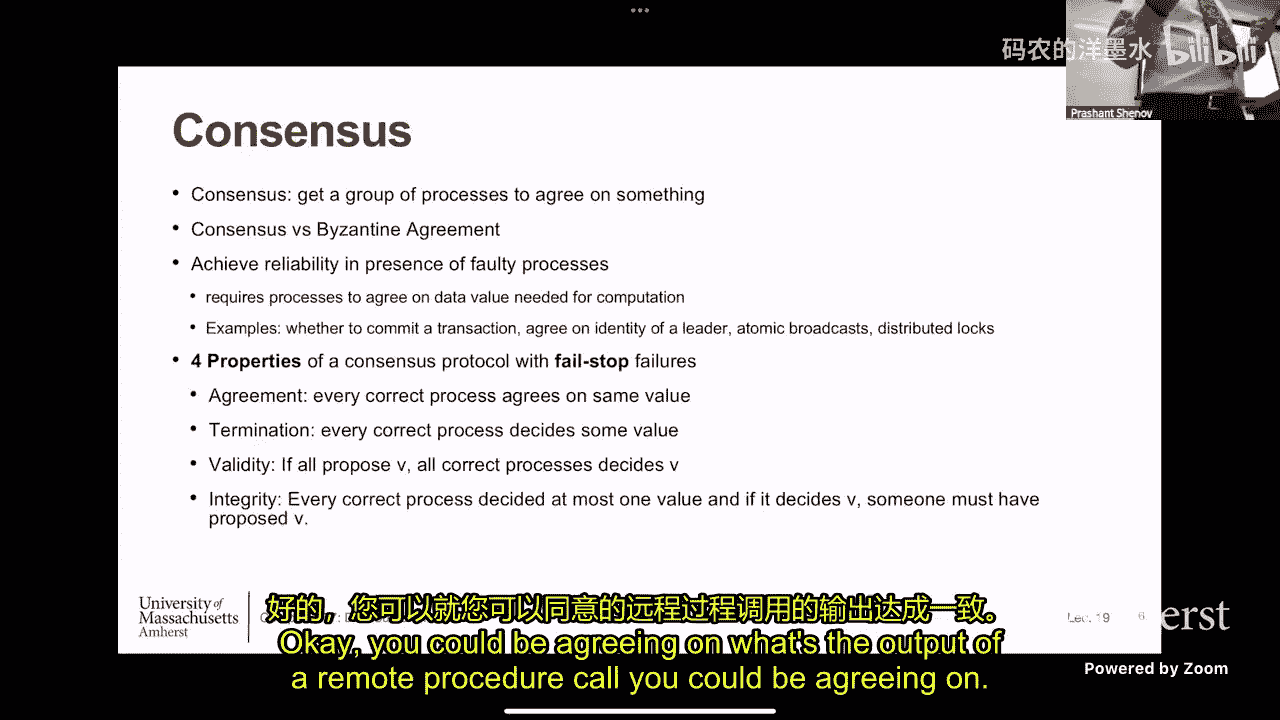 码农的洋墨水 bilibili
Prashant Shenoy
Consensus
• Consensus: get a group of processes to agree on something
• Consensus vs Byzantine Agreement
• Achieve reliability in presence of faulty processes
• requires processes to agree on data value needed for computation
• Examples: whether to commit a transaction, agree on identity of a leader, atomic broadcasts, distributed locks
• 4 Properties of a consensus protocol with fail-stop failures
• Agreement: every correct process agrees on same value
• Termination: every correct process decides some value
• Validity: If all propose v, all correct processes decides v
• Integrity: Every correct process decided at most one value and if it decides v, someone must have
proposed v.
University of
Massachusetts
Amherst
Lec. 19 6
erst
好的，您可以就您可以同意的远程过程调用的输出达成一致。
Okay, you could be agreeing on what's the output of
a remote procedure call you could be agreeing on.
Powered by Zoom